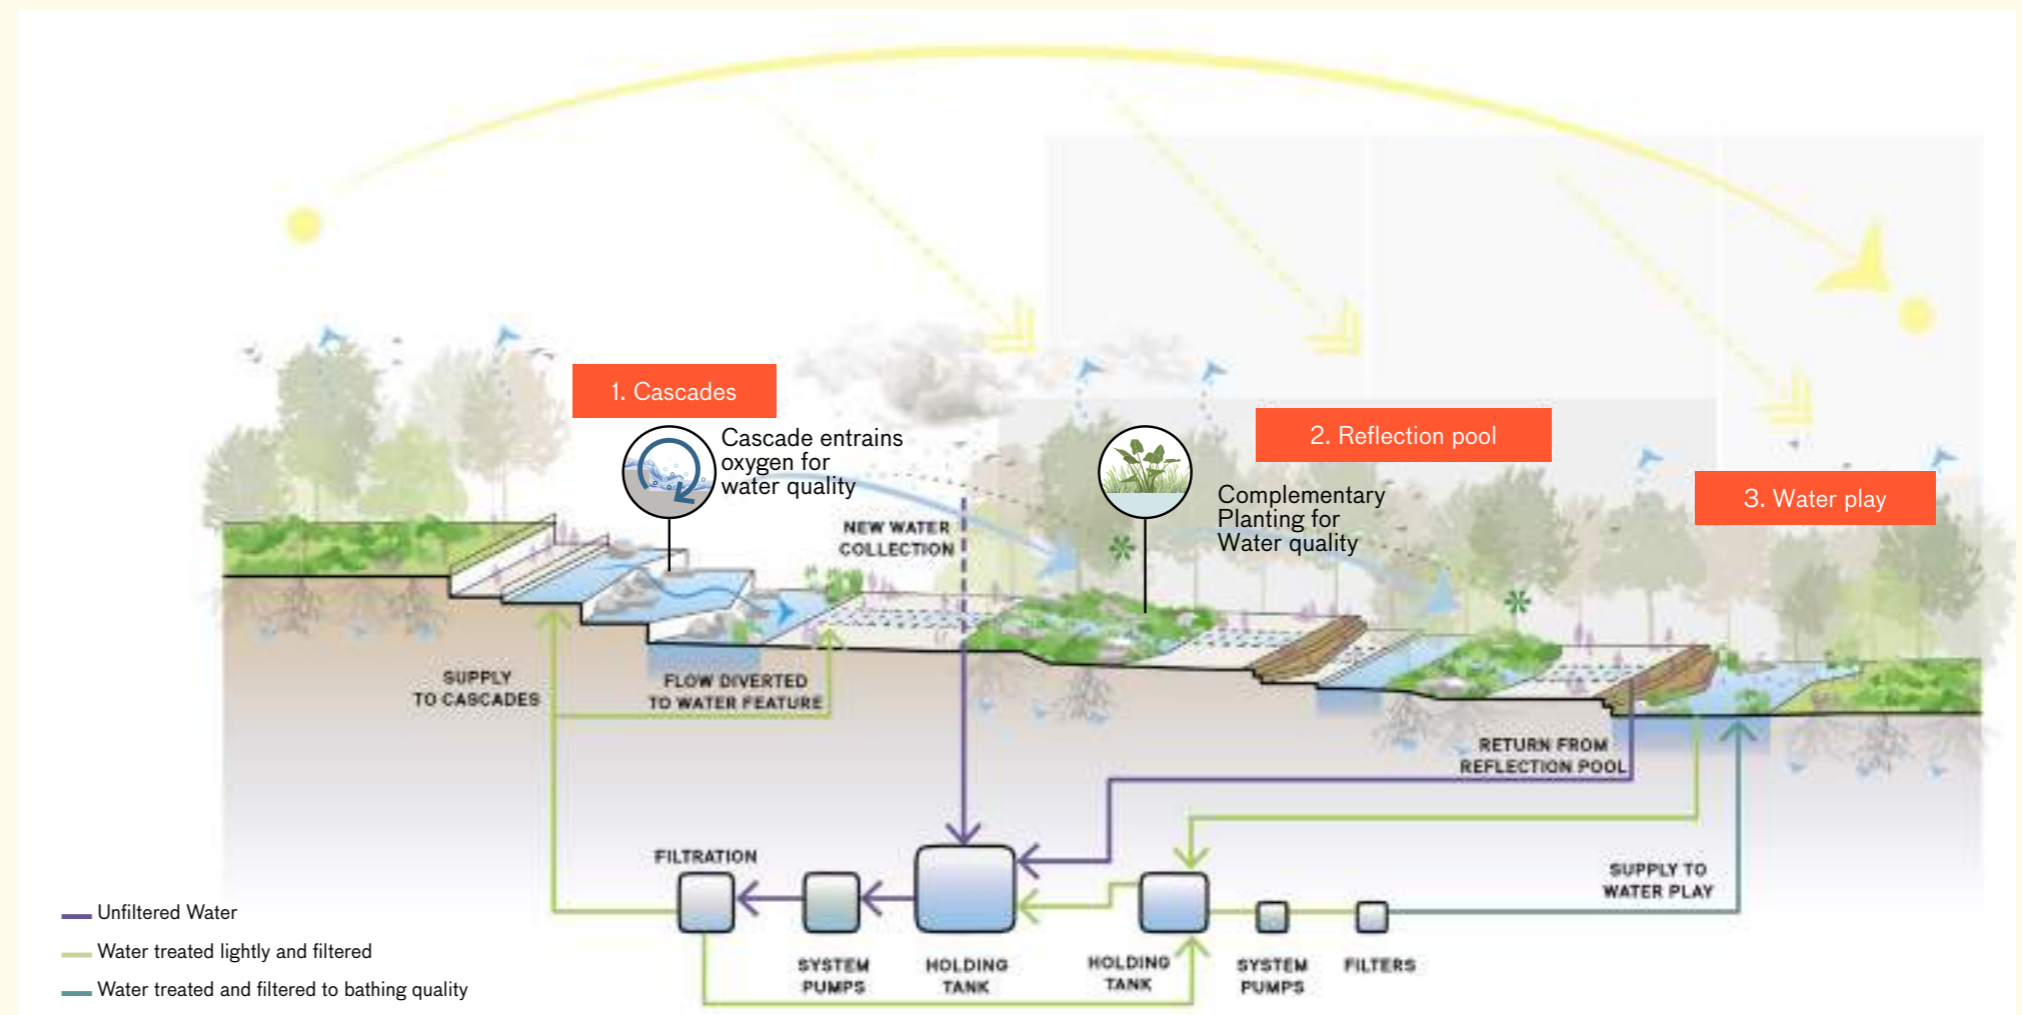 1. Cascades
Cascade entrains
oxygen for
water quality
2. Reflection pool
Complementary
Planting for
Water quality
3. Water play
NEW WATER
COLLECTION
SUPPLY
TO CASCADES
FLOW DIVERTED
TO WATER FEATURE
RETURN FROM
REFLECTION POOL
FILTRATION
SUPPLY TO
WATER PLAY
SYSTEM
PUMPS
HOLDING
TANK
HOLDING
TANK
SYSTEM
PUMPS
FILTERS
Unfiltered Water
Water treated lightly and filtered
Water treated and filtered to bathing quality